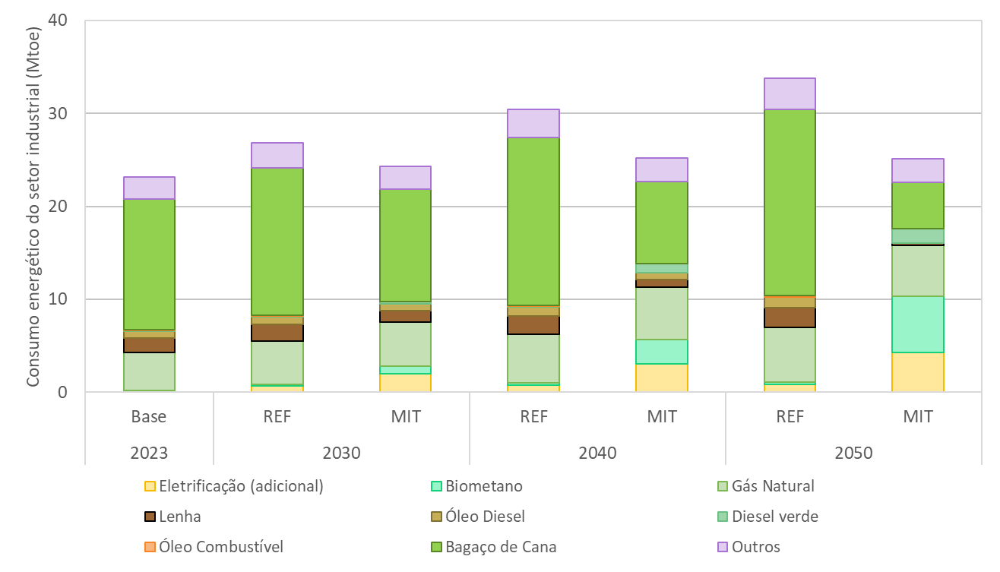 Consumo energético do setor industrial (Mtoe)
40
30
20
10
0
Base REF MIT REF MIT REF MIT
2023 2030 2040 2050
Eletrificação (adicional) Biometano Gás Natural
Lenha Óleo Diesel Diesel verde
Óleo Combustível Bagaço de Cana Outros